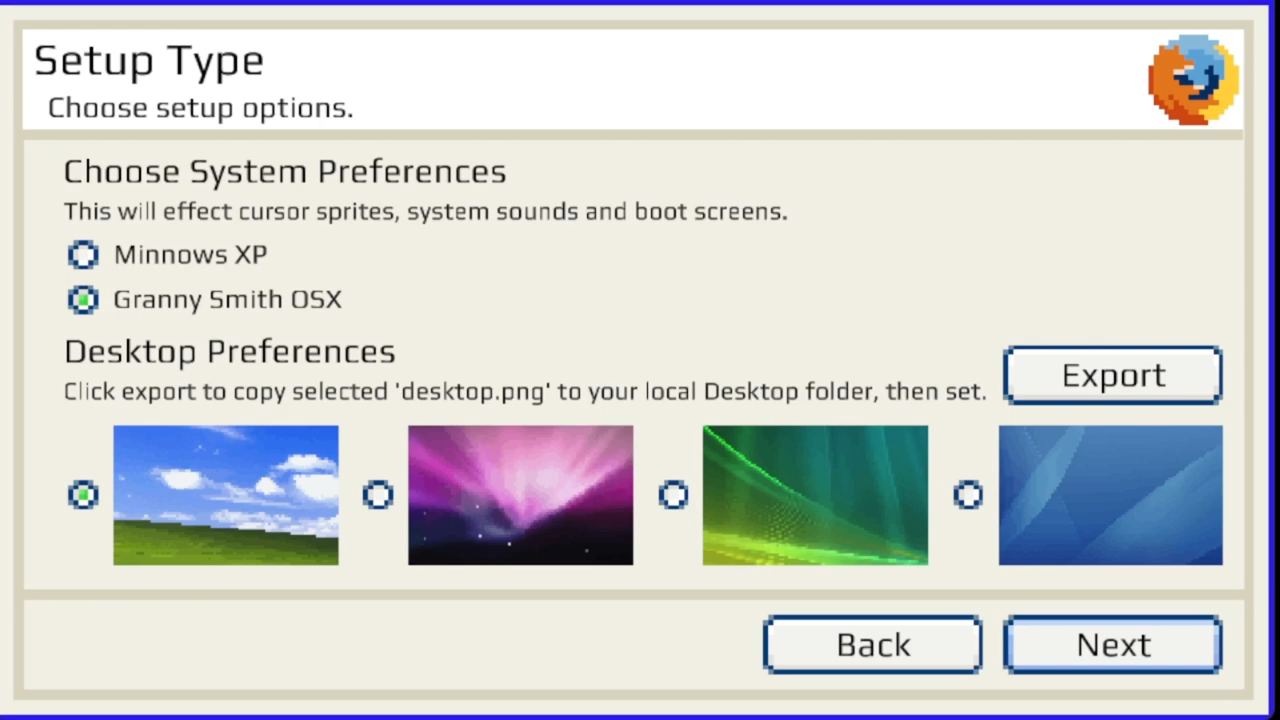 Setup Type
Choose setup options.
Choose System Preferences
This will effect cursor sprites, system sounds and boot screens.
Minnows XP
Granny Smith OSX
Desktop Preferences
Click export to copy selected 'desktop.png' to your local Desktop folder, then set.
Export
Back
Next